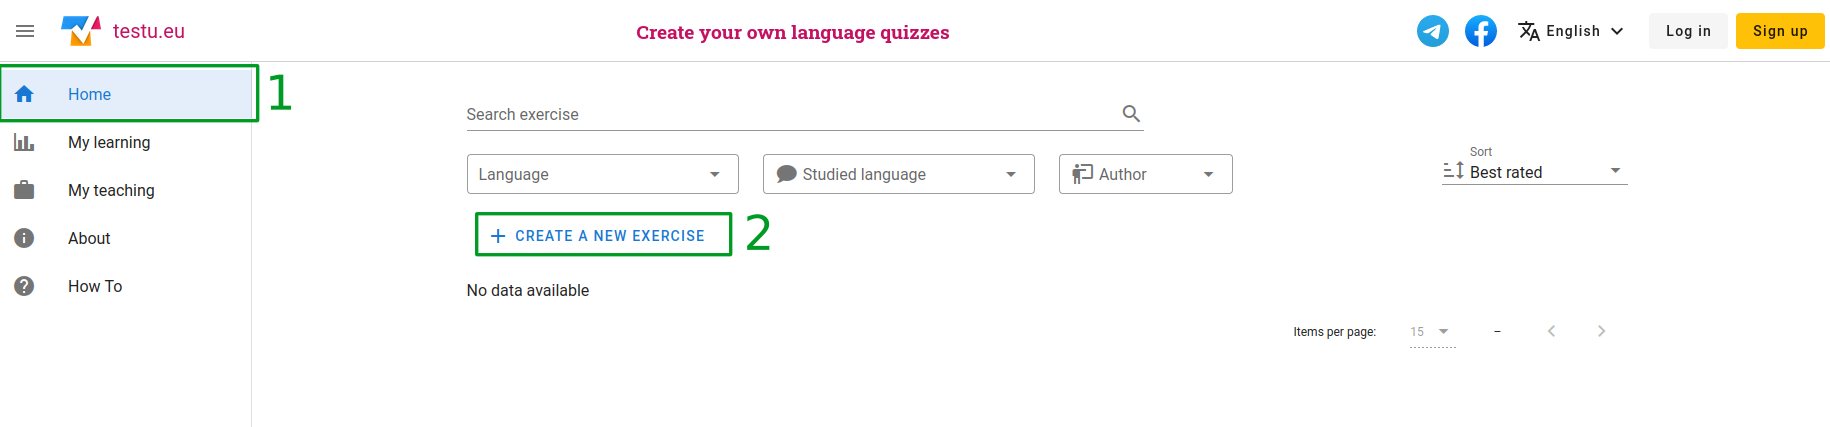 testu.eu
Create your own language quizzes
English
Log in
Sign up
Home
1
My learning
My teaching
About
How To
Search exercise
Language
Studied language
Author
Sort
Best rated
+ CREATE A NEW EXERCISE
2
No data available
Items per page:
15
–